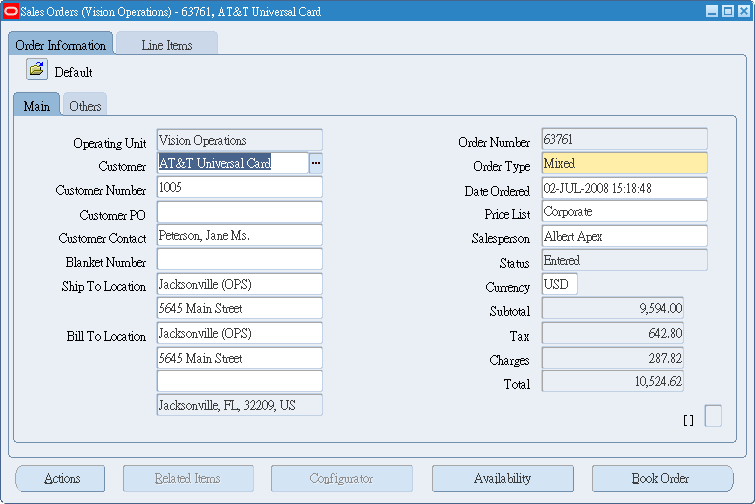 Sales Orders (Vision Operations) - 63761, AT&T Universal Card
Order Information
Line Items
Default
Main
Others
Operating Unit Vision Operations
Customer AT&T Universal Card ...
Customer Number 1005
Customer PO
Customer Contact Peterson, Jane Ms.
Blanket Number
Ship To Location Jacksonville (OPS)
5645 Main Street
Bill To Location Jacksonville (OPS)
5645 Main Street
Jacksonville, FL, 32209, US
Order Number 63761
Order Type Mixed
Date Ordered 02-JUL-2008 15:18:48
Price List Corporate
Salesperson Albert Apex
Status Entered
Currency USD
Subtotal 9,594.00
Tax 642.80
Charges 287.82
Total 10,524.62
[ ]
Actions
Related Items
Configurator
Availability
Book Order